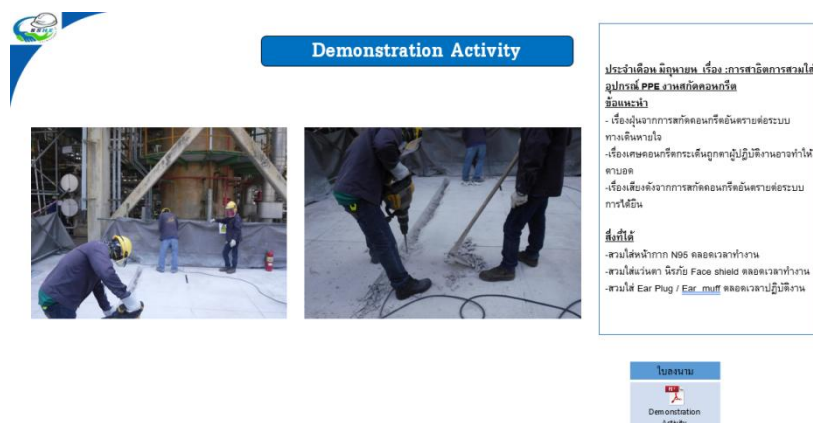 Demonstration Activity
ประจำเดือน มิถุนายน เรื่อง :การสาธิตการสวมใส่
อุปกรณ์ PPE งานสกัดคอนกรีต
ข้อแนะนำ
- เรื่องฝุ่นจากการสกัดคอนกรีตอันตรายต่อระบบ
ทางเดินหายใจ
-เรื่องเศษคอนกรีตกระเด็นถูกตาผู้ปฏิบัติงานอาจทำให้
ตาบอด
-เรื่องเสียงดังจากการสกัดคอนกรีตอันตรายต่อระบบ
การได้ยิน
สิ่งที่ได้
-สวมใส่หน้ากาก N95 ตลอดเวลาทำงาน
-สวมใส่แว่นตา นิรภัย Face shield ตลอดเวลาทำงาน
-สวมใส่ Ear Plug / Ear muff ตลอดเวลาปฏิบัติงาน
ใบลงนาม
Demonstration
Activity